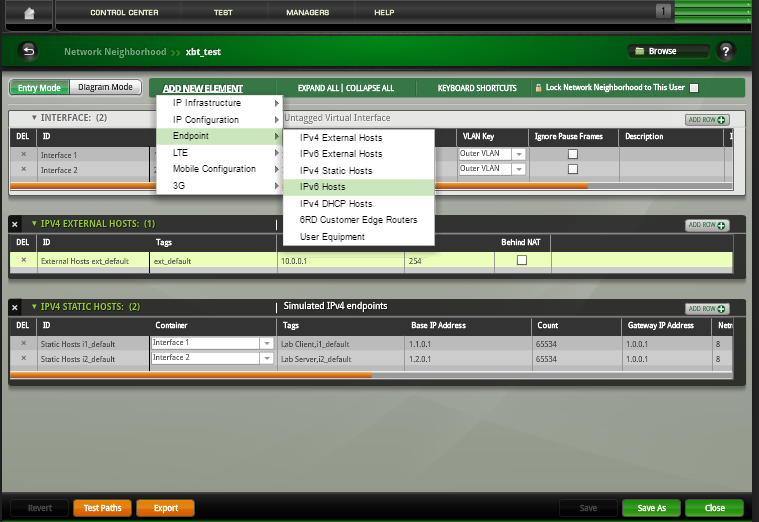 CONTROL CENTER TEST MANAGERS HELP 1
Network Neighborhood >> xbt_test Browse ?
Entry Mode Diagram Mode ADD NEW ELEMENT EXPAND ALL | COLLAPSE ALL KEYBOARD SHORTCUTS Lock Network Neighborhood to This User
IP Infrastructure
IP Configuration
Endpoint
LTE
Mobile Configuration
3G
IPv4 External Hosts
IPv6 External Hosts
IPv4 Static Hosts
IPv6 Hosts
IPv4 DHCP Hosts
6RD Customer Edge Routers
User Equipment
INTERFACE: (2) Untagged Virtual Interface ADD ROW
DEL ID VLAN Key Ignore Pause Frames Description
× Interface 1 Outer VLAN
× Interface 2 Outer VLAN
× IPV4 EXTERNAL HOSTS: (1) ADD ROW
DEL ID Tags Behind NAT
× External Hosts ext_default ext_default 10.0.0.1 254
× IPV4 STATIC HOSTS: (2) Simulated IPv4 endpoints ADD ROW
DEL ID Container Tags Base IP Address Count Gateway IP Address Netm
× Static Hosts i1_default Interface 1 Lab Client,i1_default 1.1.0.1 65534 1.0.0.1 8
× Static Hosts i2_default Interface 2 Lab Server,i2_default 1.2.0.1 65534 1.0.0.1 8
Revert Test Paths Export Save Save As Close